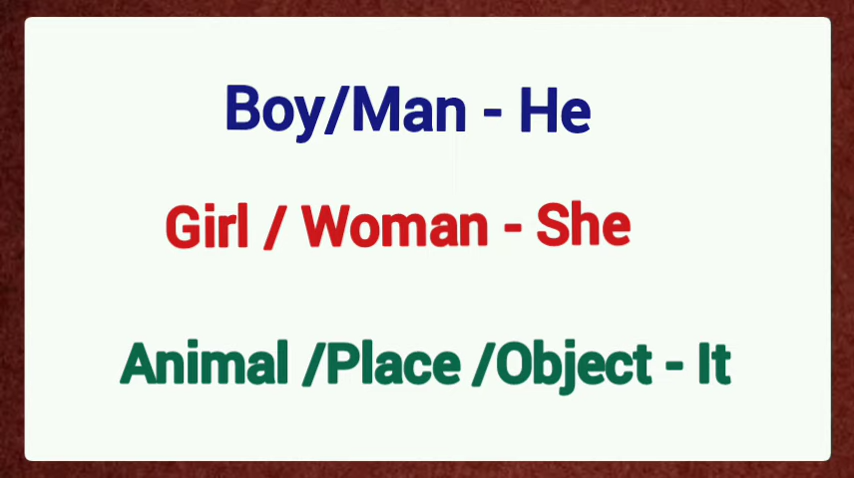 Boy/Man - He
Girl / Woman - She
Animal /Place /Object - It